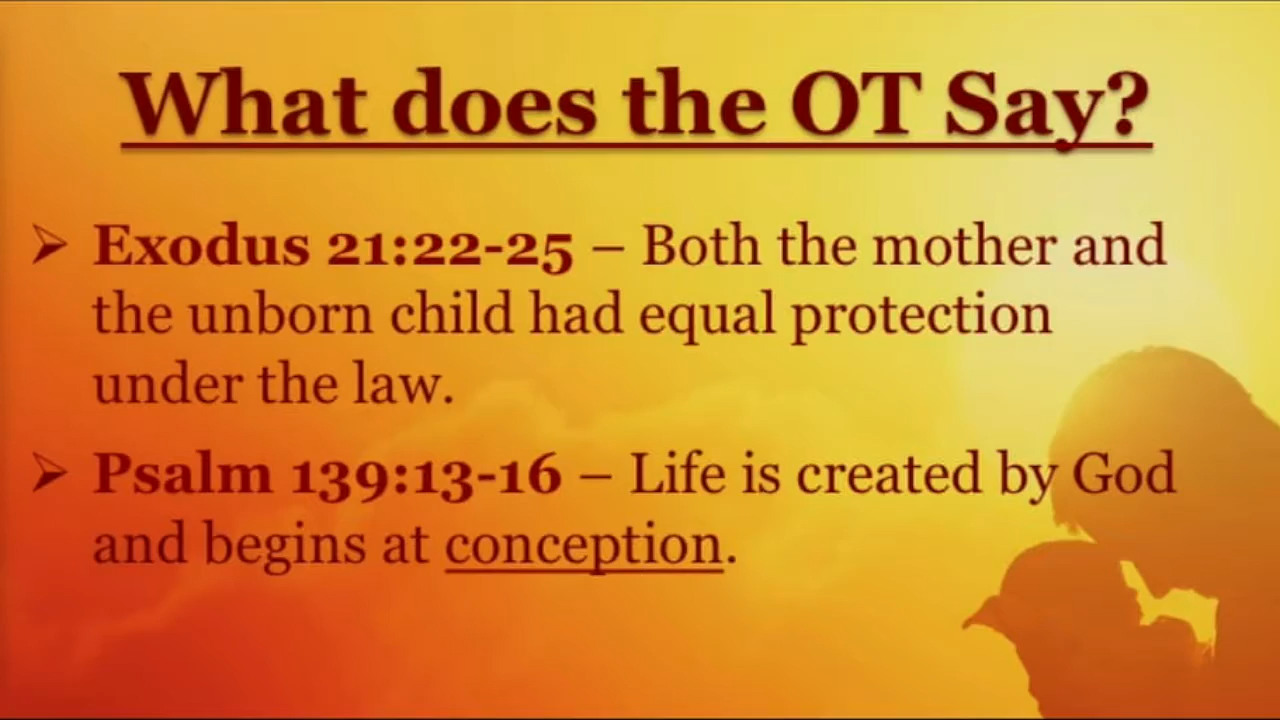 What does the OT Say?
➢ Exodus 21:22-25 – Both the mother and
the unborn child had equal protection
under the law.
➢ Psalm 139:13-16 – Life is created by God
and begins at conception.